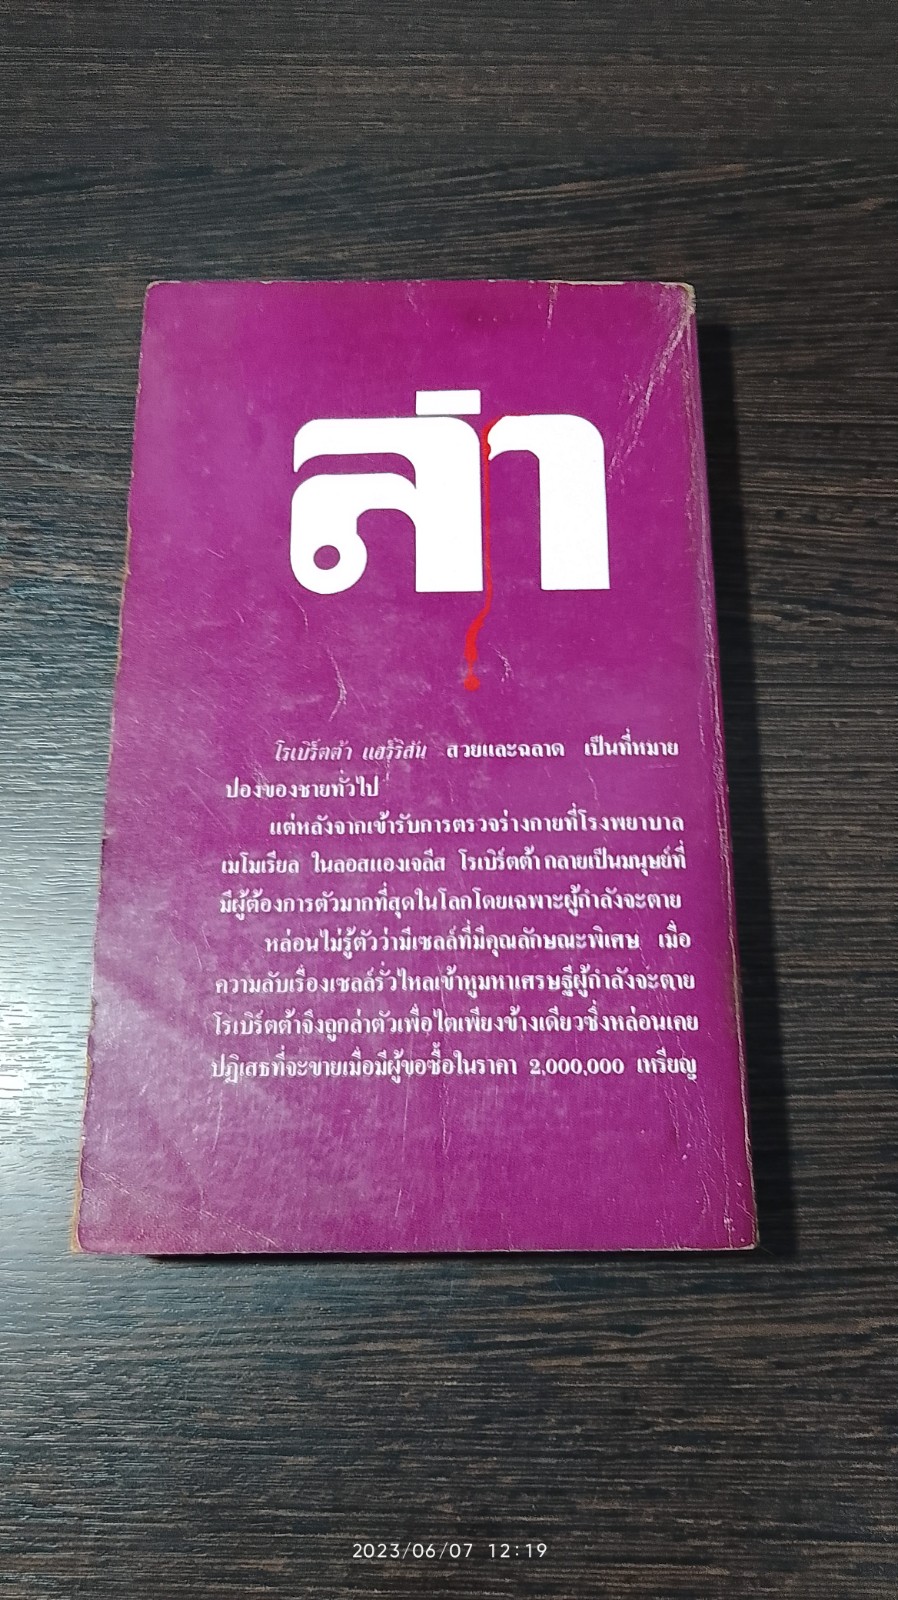 ล่า
โรเบิร์ตต้า แฮร์ริสัน สวยและฉลาด เป็นที่หมาย
ปองของชายทั่วไป
แต่หลังจากเข้ารับการตรวจร่างกายที่โรงพยาบาล
เมโมเรียล ในลอสแองเจลีส โรเบิร์ตต้ากลายเป็นมนุษย์ที่
มีผู้ต้องการตัวมากที่สุดในโลกโดยเฉพาะผู้กำลังจะตาย
หล่อนไม่รู้ตัวว่ามีเซลล์ที่มีคุณลักษณะพิเศษ เมื่อ
ความลับเรื่องเซลล์รั่วไหลเข้าหูมหาเศรษฐีผู้กำลังจะตาย
โรเบิร์ตต้าจึงถูกล่าตัวเพื่อไตเพียงข้างเดียวซึ่งหล่อนเคย
ปฏิเสธที่จะขายเมื่อมีผู้ขอซื้อในราคา 2,000,000 เหรียญ
2023/06/07 12:19